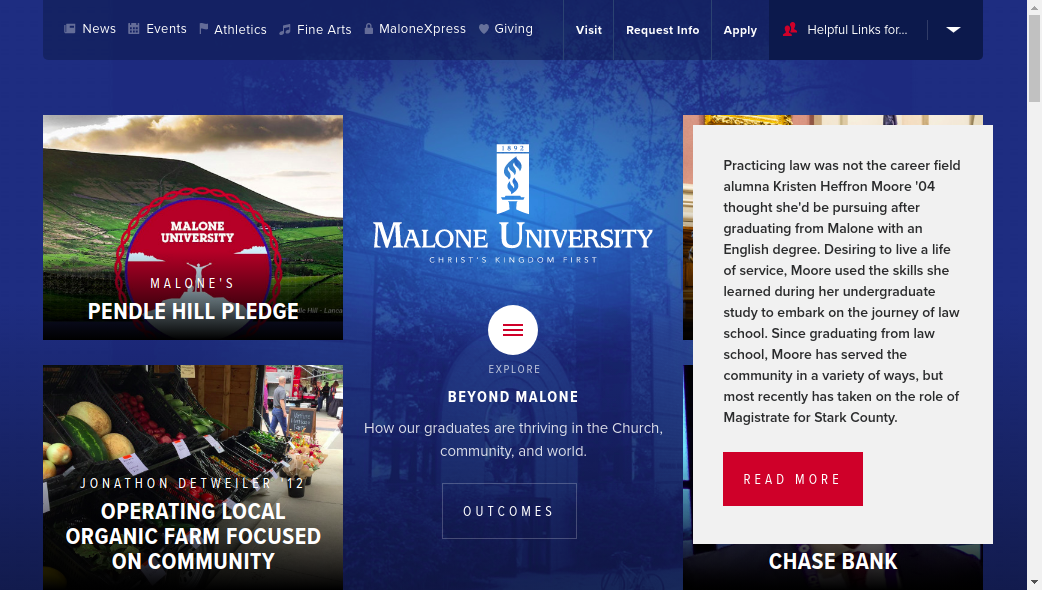 News Events Athletics Fine Arts MaloneXpress Giving Visit Request Info Apply Helpful Links for...
MALONE
UNIVERSITY
MALONE'S
PENDLE HILL PLEDGE
1892
MALONE UNIVERSITY
CHRIST'S KINGDOM FIRST
EXPLORE
BEYOND MALONE
How our graduates are thriving in the Church,
community, and world.
OUTCOMES
Practicing law was not the career field
alumna Kristen Heffron Moore '04
thought she'd be pursuing after
graduating from Malone with an
English degree. Desiring to live a life
of service, Moore used the skills she
learned during her undergraduate
study to embark on the journey of law
school. Since graduating from law
school, Moore has served the
community in a variety of ways, but
most recently has taken on the role of
Magistrate for Stark County.
READ MORE
JONATHON DETWEILER '12
OPERATING LOCAL
ORGANIC FARM FOCUSED
ON COMMUNITY
CHASE BANK